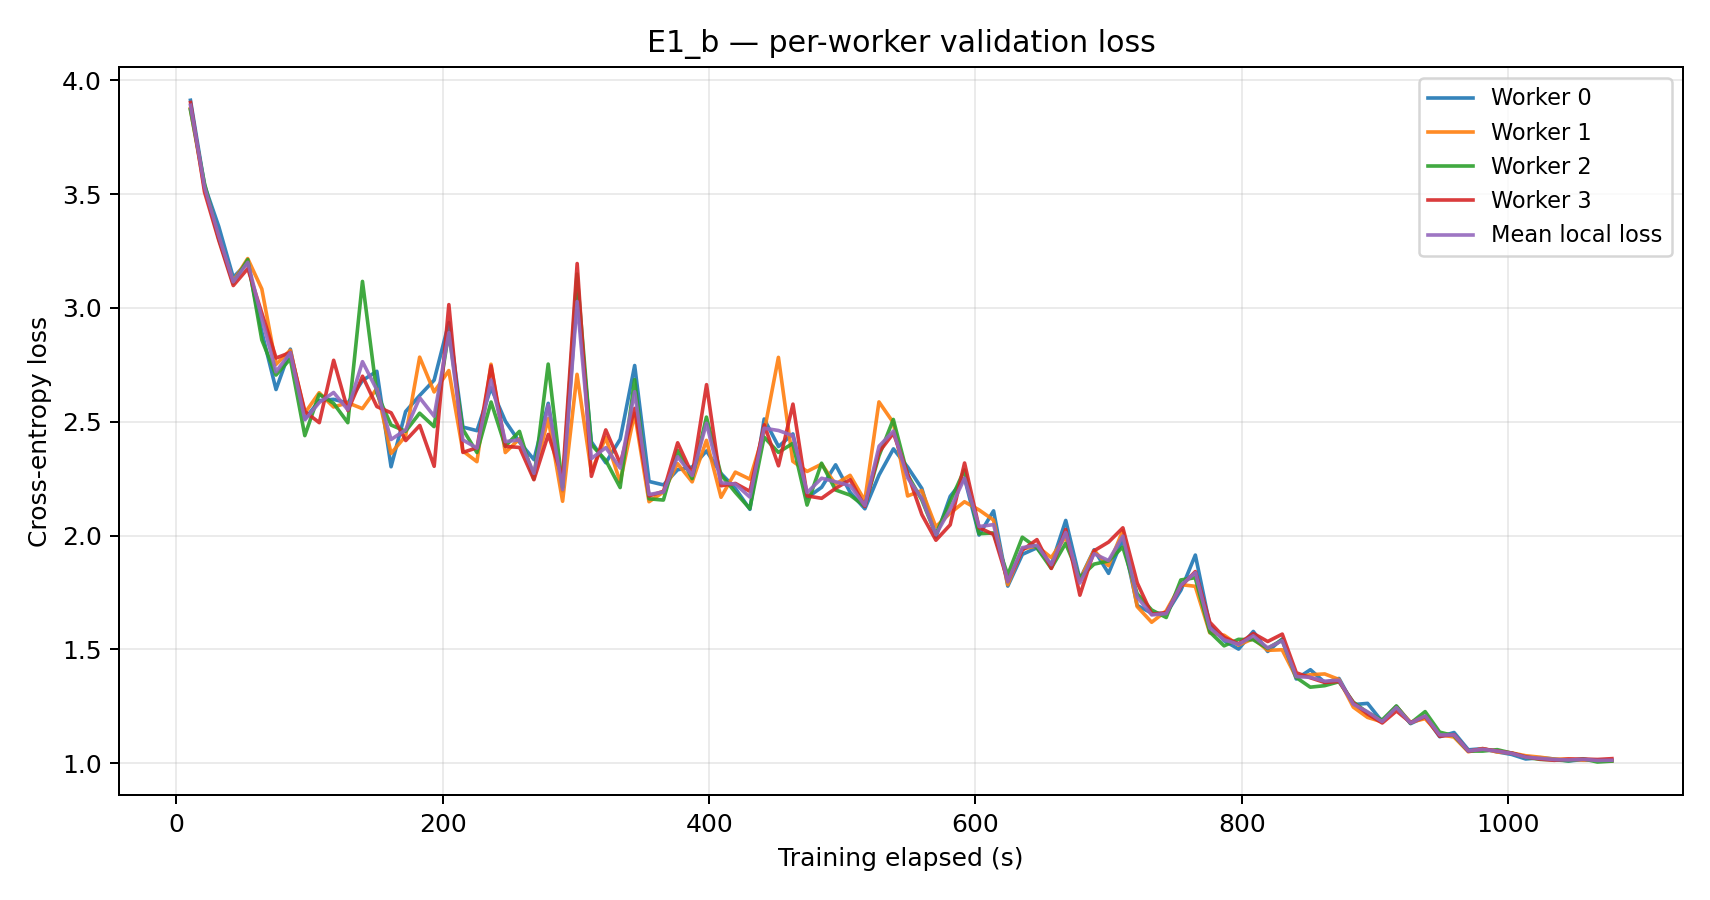 E1_b — per-worker validation loss
Cross-entropy loss
4.0
3.5
3.0
2.5
2.0
1.5
1.0
Worker 0
Worker 1
Worker 2
Worker 3
Mean local loss
0 200 400 600 800 1000
Training elapsed (s)